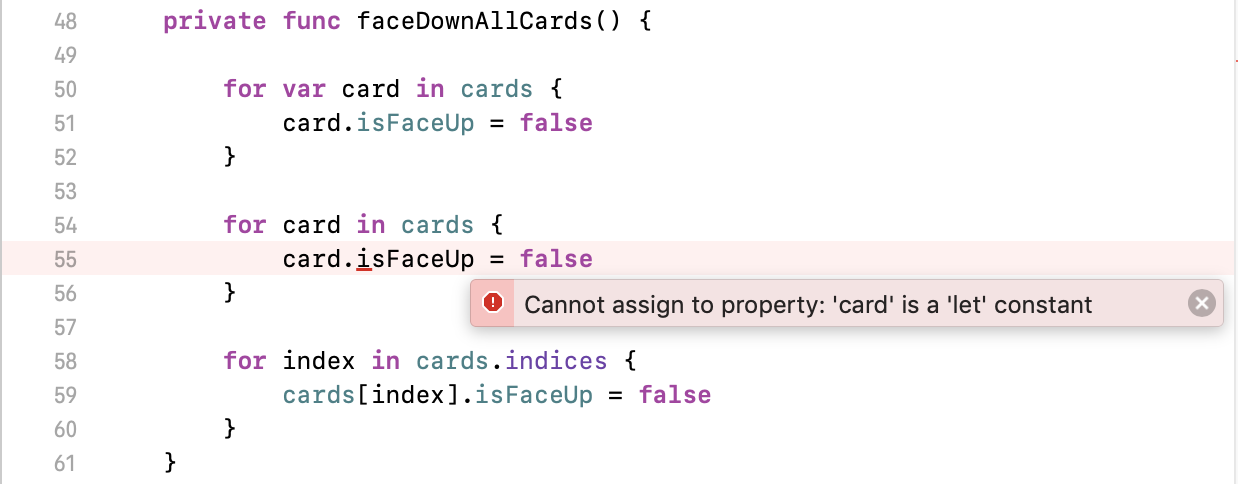 48 private func faceDownAllCards() {
49
50 for var card in cards {
51 card.isFaceUp = false
52 }
53
54 for card in cards {
55 card.isFaceUp = false
56 }
Cannot assign to property: 'card' is a 'let' constant
57
58 for index in cards.indices {
59 cards[index].isFaceUp = false
60 }
61 }